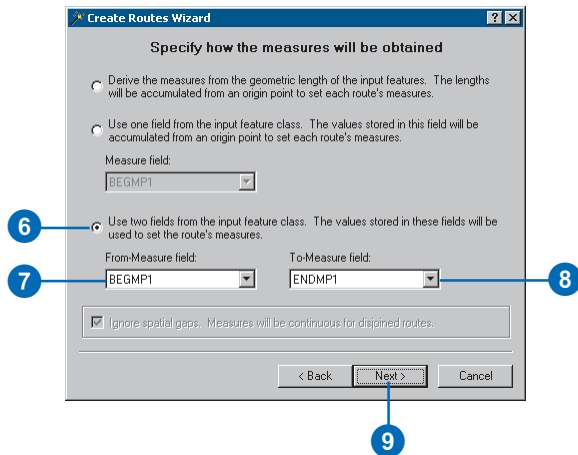 Create Routes Wizard
Specify how the measures will be obtained
Derive the measures from the geometric length of the input features. The lengths
will be accumulated from an origin point to set each route's measures.
Use one field from the input feature class. The values stored in this field will be
accumulated from an origin point to set each route's measures.
Measure field:
BEGMP1
6
Use two fields from the input feature class. The values stored in these fields will be
used to set the route's measures.
From-Measure field:
To-Measure field:
7
BEGMP1
ENDMP1
8
Ignore spatial gaps. Measures will be continuous for disjoined routes.
< Back
Next >
Cancel
9